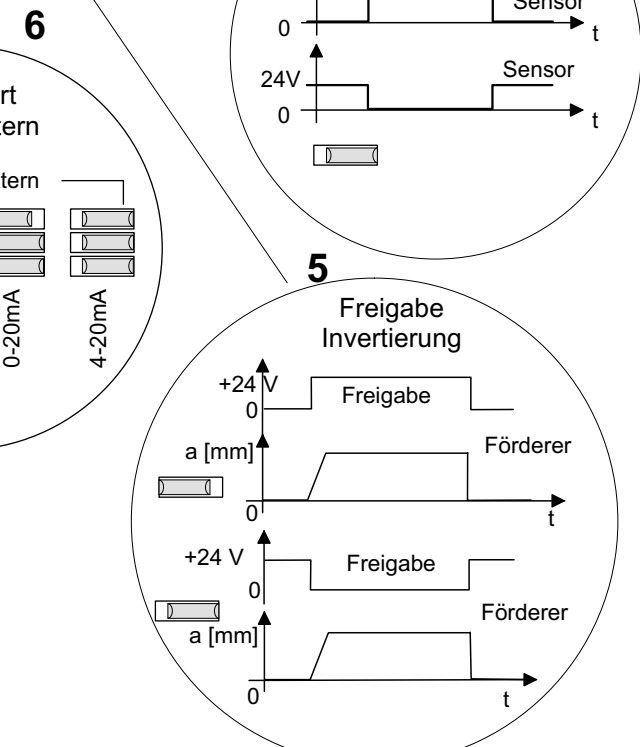 6
Sensor
0
t
24V
Sensor
0
t
rt
tern
tern
0-20mA
4-20mA
5
Freigabe
Invertierung
+24 V
Freigabe
0
a [mm]
Förderer
0
t
+24 V
Freigabe
0
Förderer
a [mm]
0
t